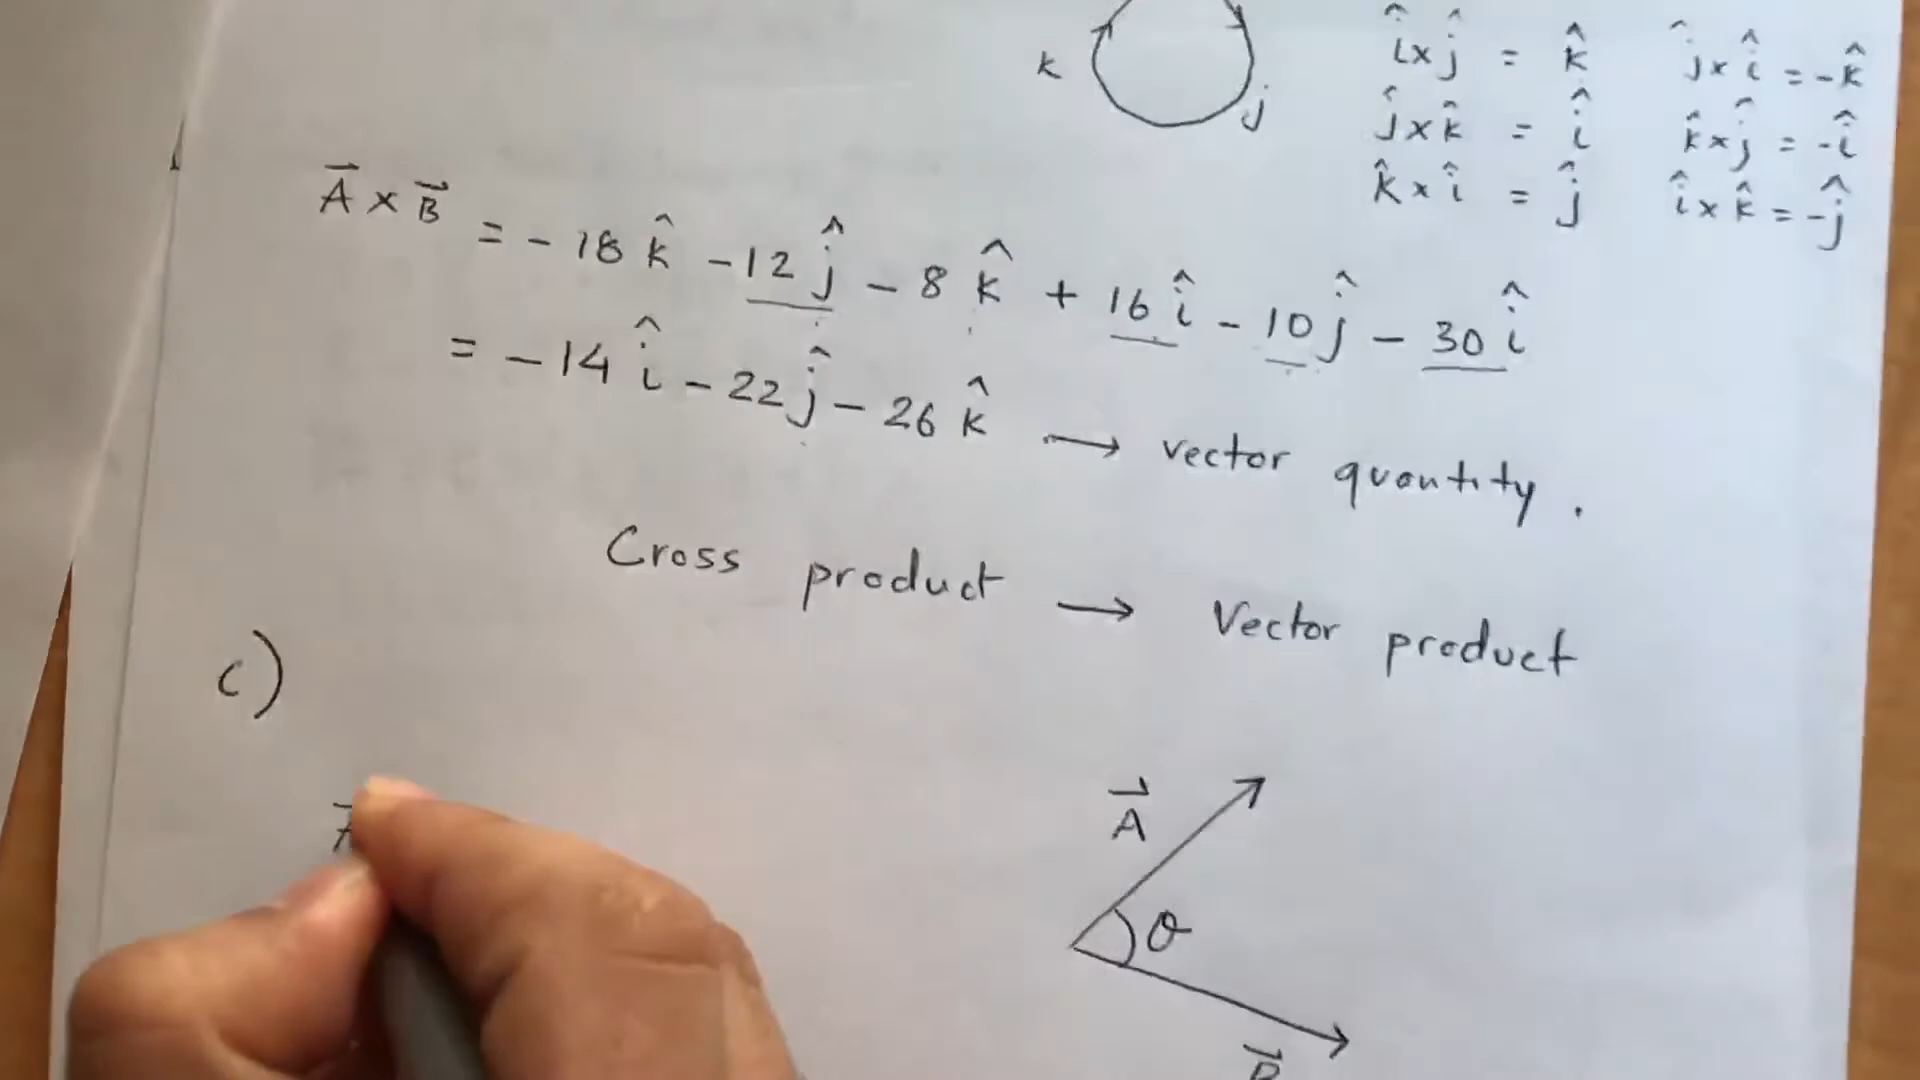 î x ĵ = k̂ ĵ x î = -k̂
k j
ĵ x k̂ = î k̂ x ĵ = -î
k̂ x î = ĵ î x k̂ = -ĵ
A⃗ x B⃗ = - 18 k̂ - 12 ĵ - 8 k̂ + 16 î - 10 ĵ - 30 î
= - 14 î - 22 ĵ - 26 k̂ → vector quantity .
Cross product → Vector product
c)
A⃗
θ
B⃗